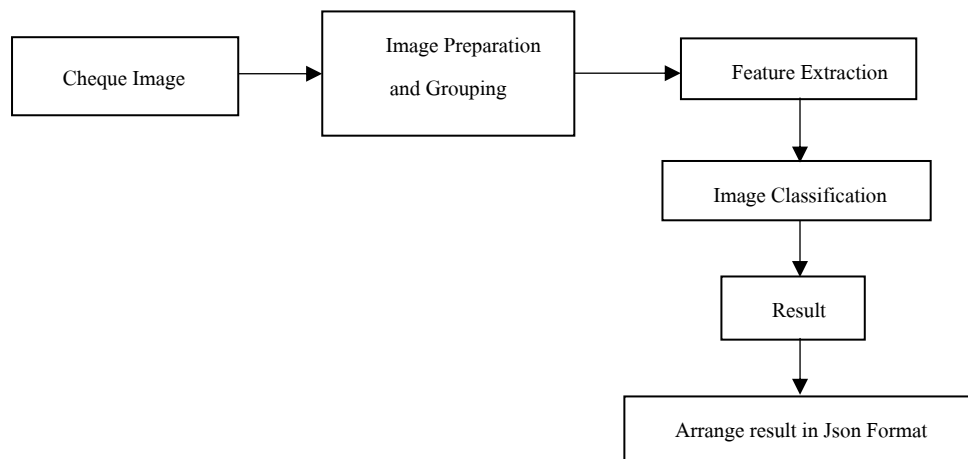 Cheque Image
Image Preparation
and Grouping
Feature Extraction
Image Classification
Result
Arrange result in Json Format